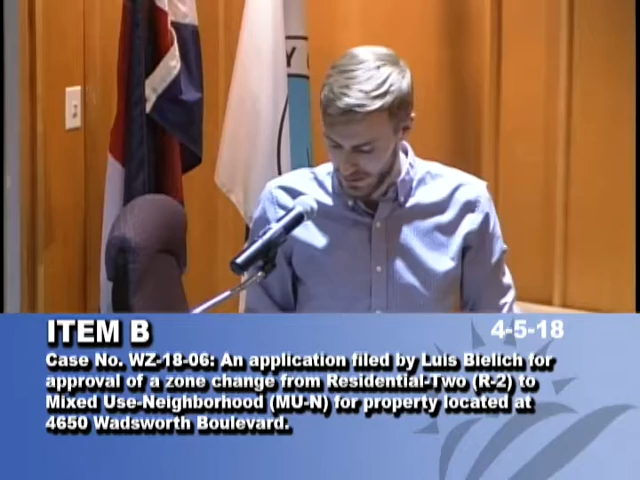 Y
ITEM B
4-5-18
Case No. WZ-18-06: An application filed by Luis Bielich for
approval of a zone change from Residential-Two (R-2) to
Mixed Use-Neighborhood (MU-N) for property located at
4650 Wadsworth Boulevard.